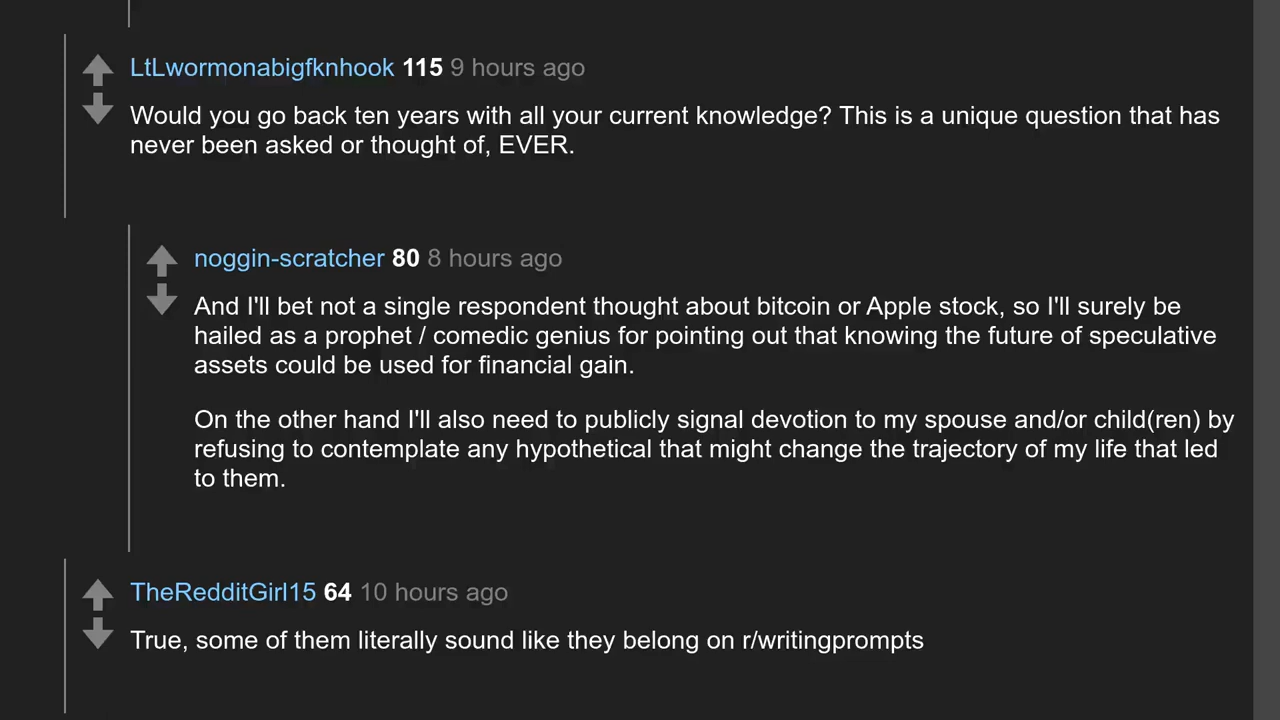 LtLwormonabigfknhook 115 9 hours ago
Would you go back ten years with all your current knowledge? This is a unique question that has
never been asked or thought of, EVER.
noggin-scratcher 80 8 hours ago
And I'll bet not a single respondent thought about bitcoin or Apple stock, so I'll surely be
hailed as a prophet / comedic genius for pointing out that knowing the future of speculative
assets could be used for financial gain.
On the other hand I'll also need to publicly signal devotion to my spouse and/or child(ren) by
refusing to contemplate any hypothetical that might change the trajectory of my life that led
to them.
TheRedditGirl15 64 10 hours ago
True, some of them literally sound like they belong on r/writingprompts